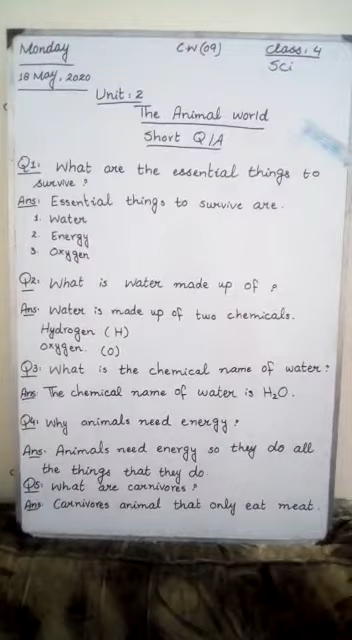 Monday CW(09) Class: 4
18 May, 2020 Sci
Unit: 2
The Animal world
Short Q/A
Q1: What are the essential things to
survive?
Ans: Essential things to survive are.
1. Water
2. Energy
3. Oxygen
Q2: What is water made up of?
Ans: Water is made up of two chemicals.
Hydrogen (H)
Oxygen. (O)
Q3: What is the chemical name of water?
Ans: The chemical name of water is H₂O.
Q4: Why animals need energy?
Ans: Animals need energy so they do all
the things that they do.
Q5: What are carnivores?
Ans: Carnivores animal that only eat meat.